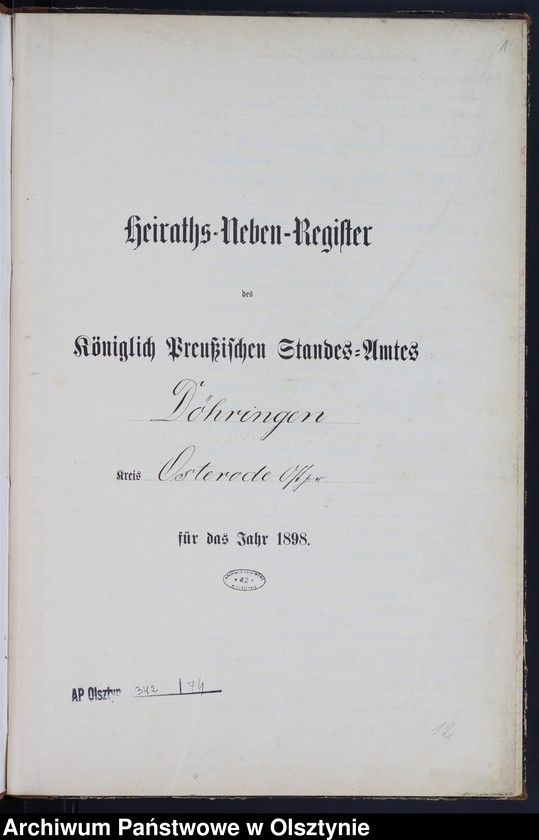 1
Heiraths-Neben-Register
des
Königlich Preußischen Standes-Amtes
Döhringen
Kreis Osterode Ostpr
für das Jahr 1898.
* 42 *
AP Olsztyn 342 / 74
12
Archiwum Państwowe w Olsztynie